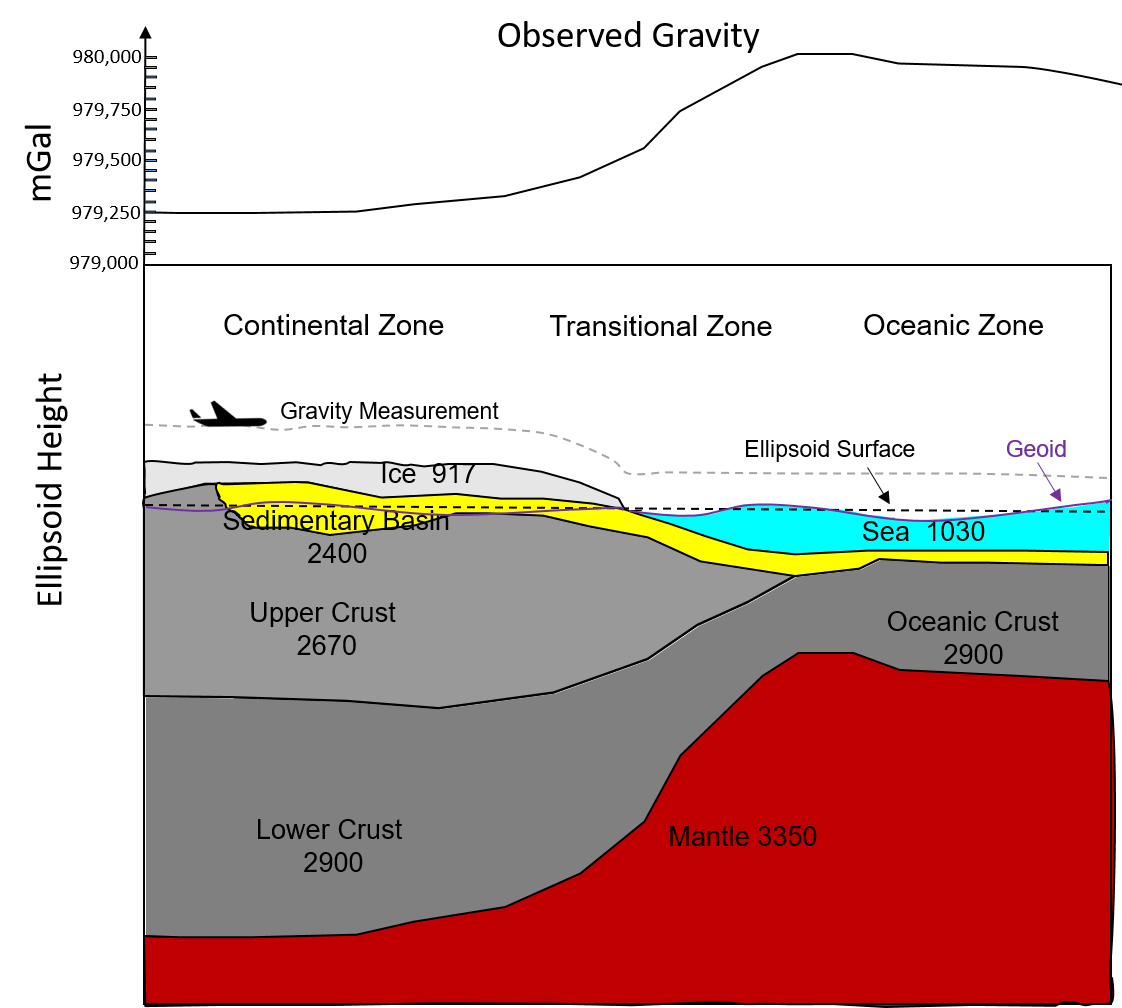 Observed Gravity
980,000
979,750
979,500
979,250
979,000
mGal
Continental Zone
Transitional Zone
Oceanic Zone
Gravity Measurement
Ellipsoid Surface
Geoid
Ice 917
Sedimentary Basin
2400
Sea 1030
Upper Crust
2670
Oceanic Crust
2900
Lower Crust
2900
Mantle 3350
Ellipsoid Height